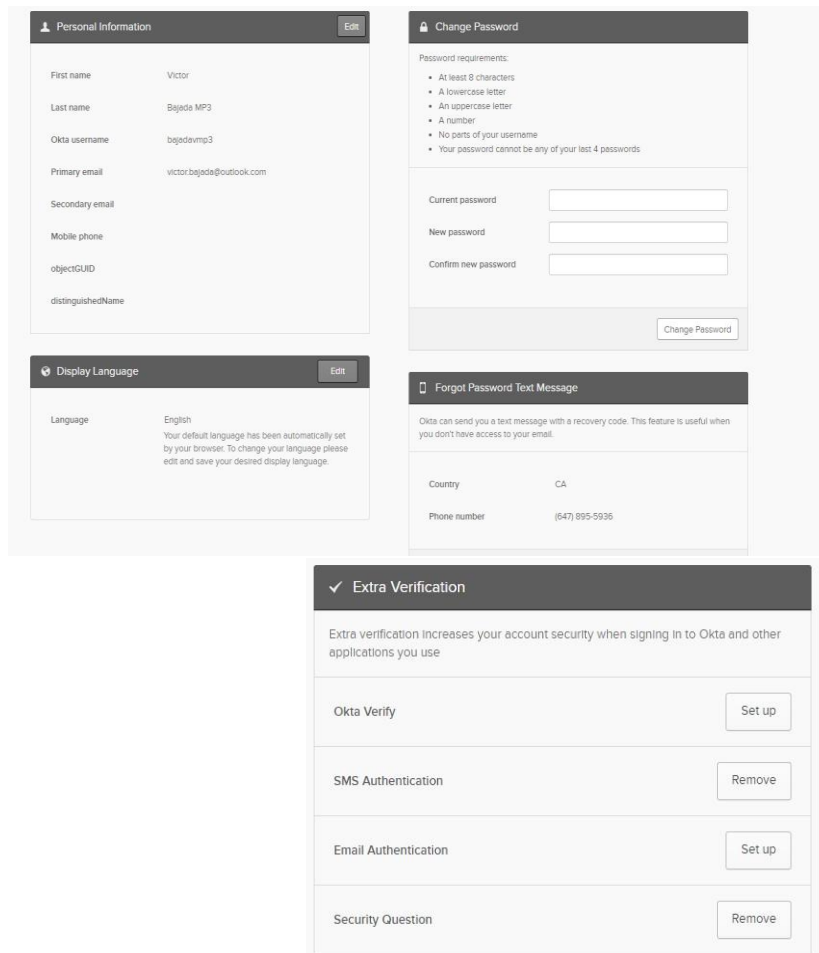 Personal Information
Edit
First name Victor
Last name Bajada MP3
Okta username bajadavmp3
Primary email victor.bajada@outlook.com
Secondary email
Mobile phone
objectGUID
distinguishedName
Display Language
Edit
Language English
Your default language has been automatically set
by your browser. To change your language please
edit and save your desired display language.
Change Password
Password requirements:
• At least 8 characters
• A lowercase letter
• An uppercase letter
• A number
• No parts of your username
• Your password cannot be any of your last 4 passwords
Current password
New password
Confirm new password
Change Password
Forgot Password Text Message
Okta can send you a text message with a recovery code. This feature is useful when
you don't have access to your email.
Country CA
Phone number (647) 895-5936
Extra Verification
Extra verification increases your account security when signing in to Okta and other
applications you use
Okta Verify Set up
SMS Authentication Remove
Email Authentication Set up
Security Question Remove